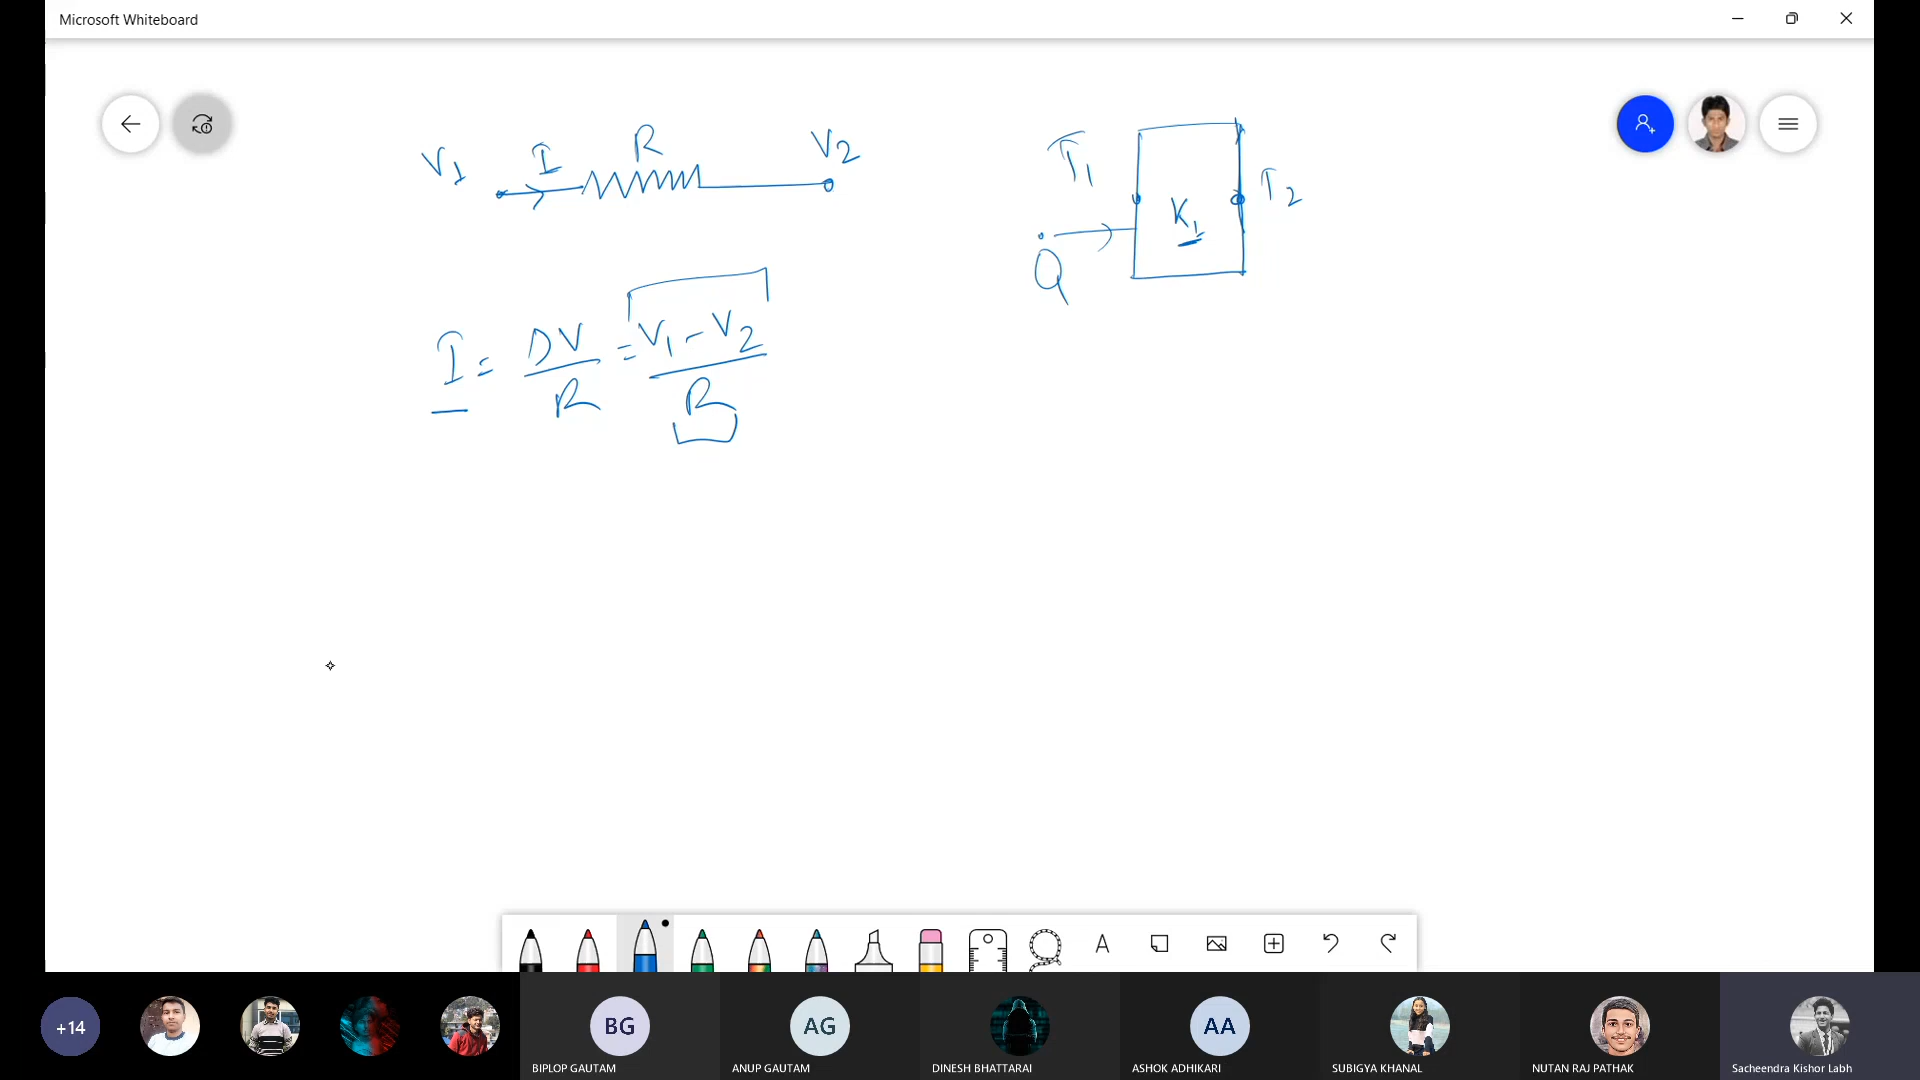 Microsoft Whiteboard
V1 I R V2
T1 K1 T2
Q
I = DV/R = V1 - V2/R
A
+14
BG
AG
AA
BIPLOP GAUTAM
ANUP GAUTAM
DINESH BHATTARAI
ASHOK ADHIKARI
SUBIGYA KHANAL
NUTAN RAJ PATHAK
Sacheendra Kishor Labh